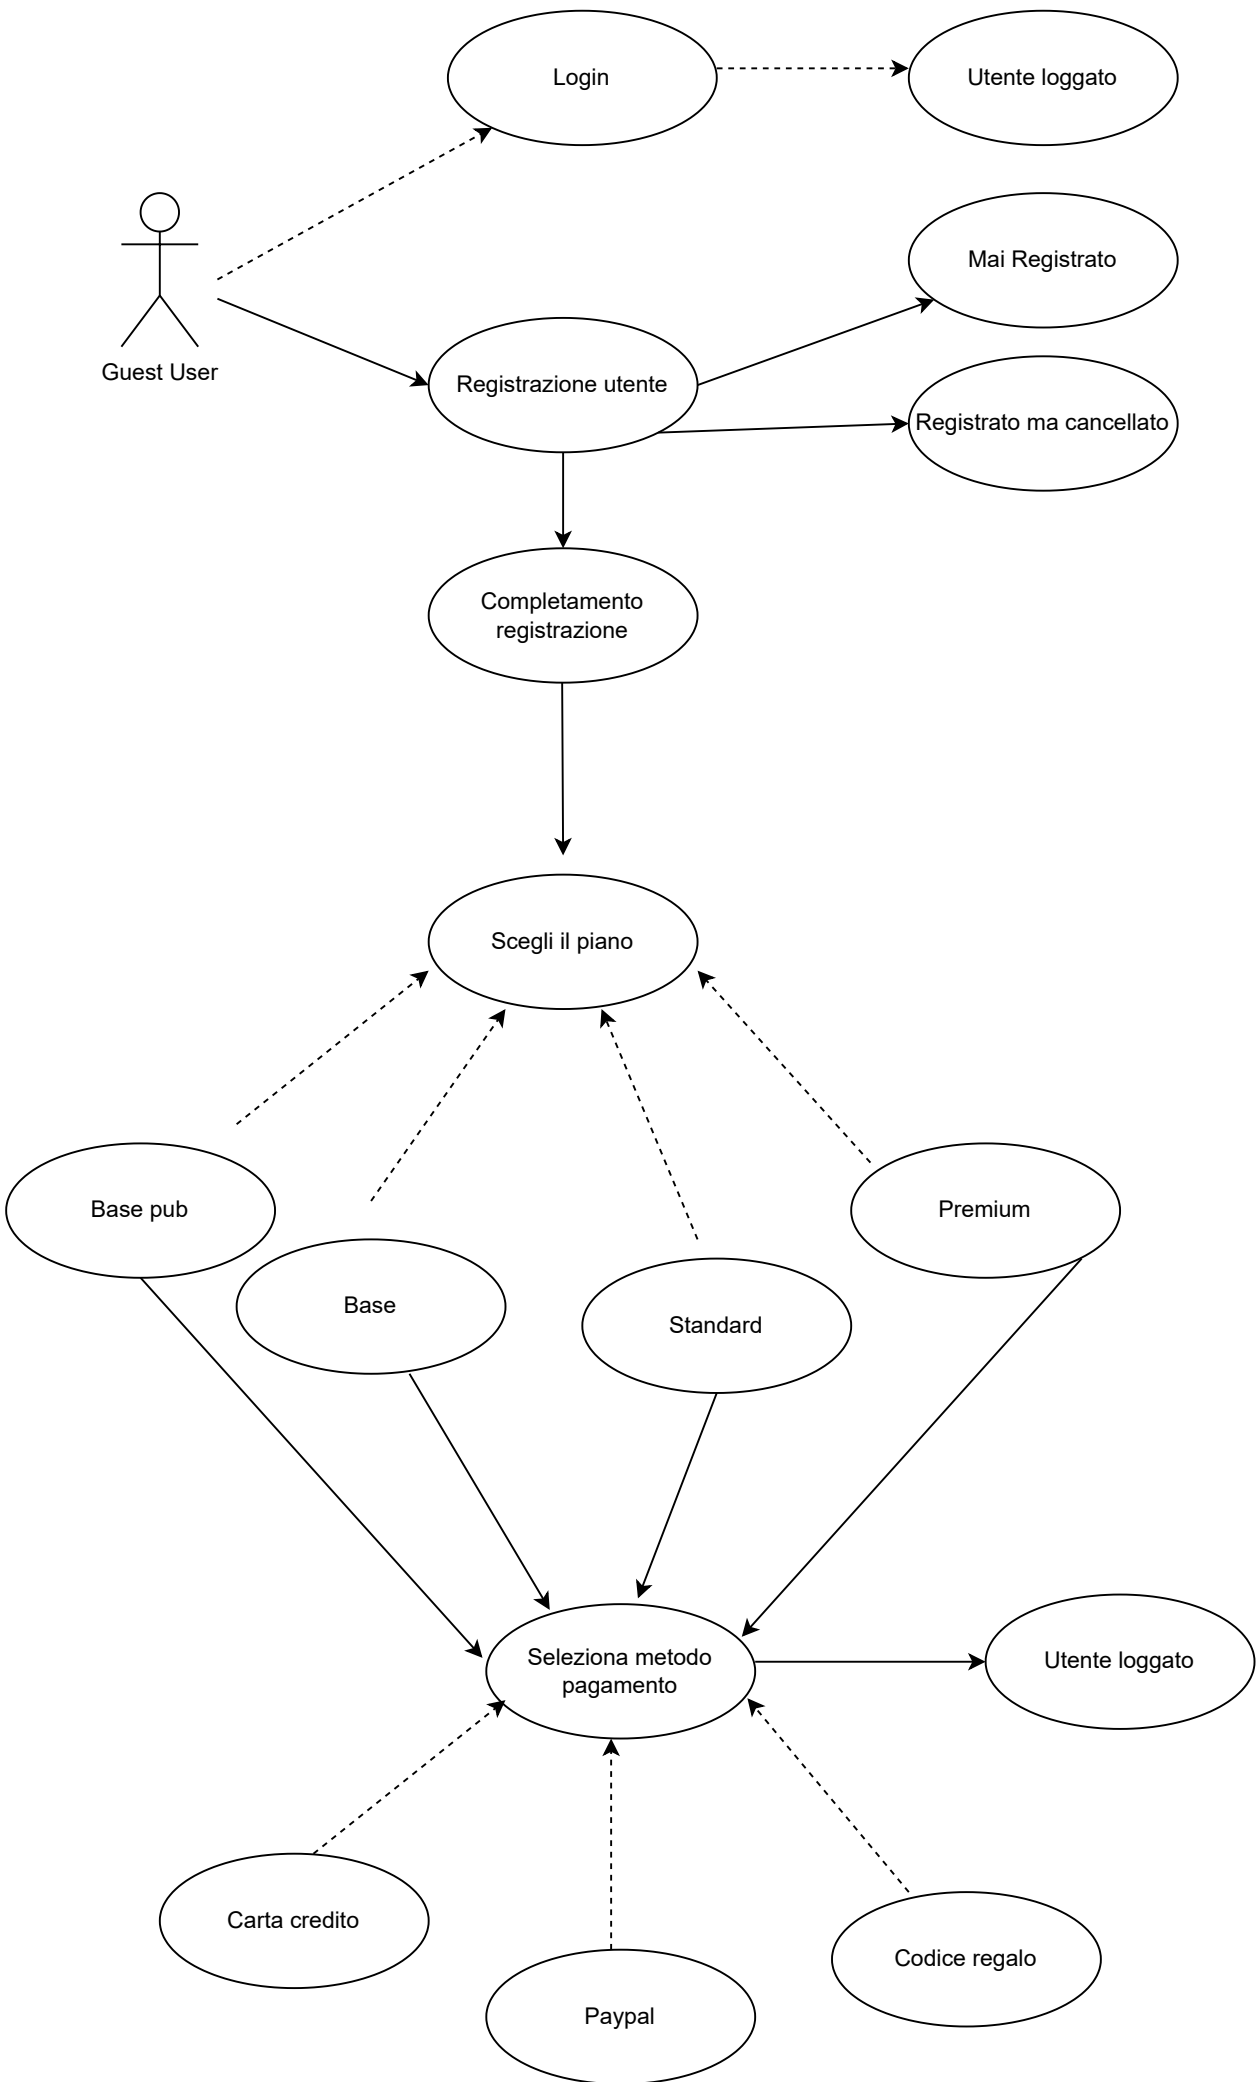 Login
Utente loggato
Mai Registrato
Guest User
Registrazione utente
Registrato ma cancellato
Completamento
registrazione
Scegli il piano
Base pub
Premium
Base
Standard
Seleziona metodo
pagamento
Utente loggato
Carta credito
Codice regalo
Paypal